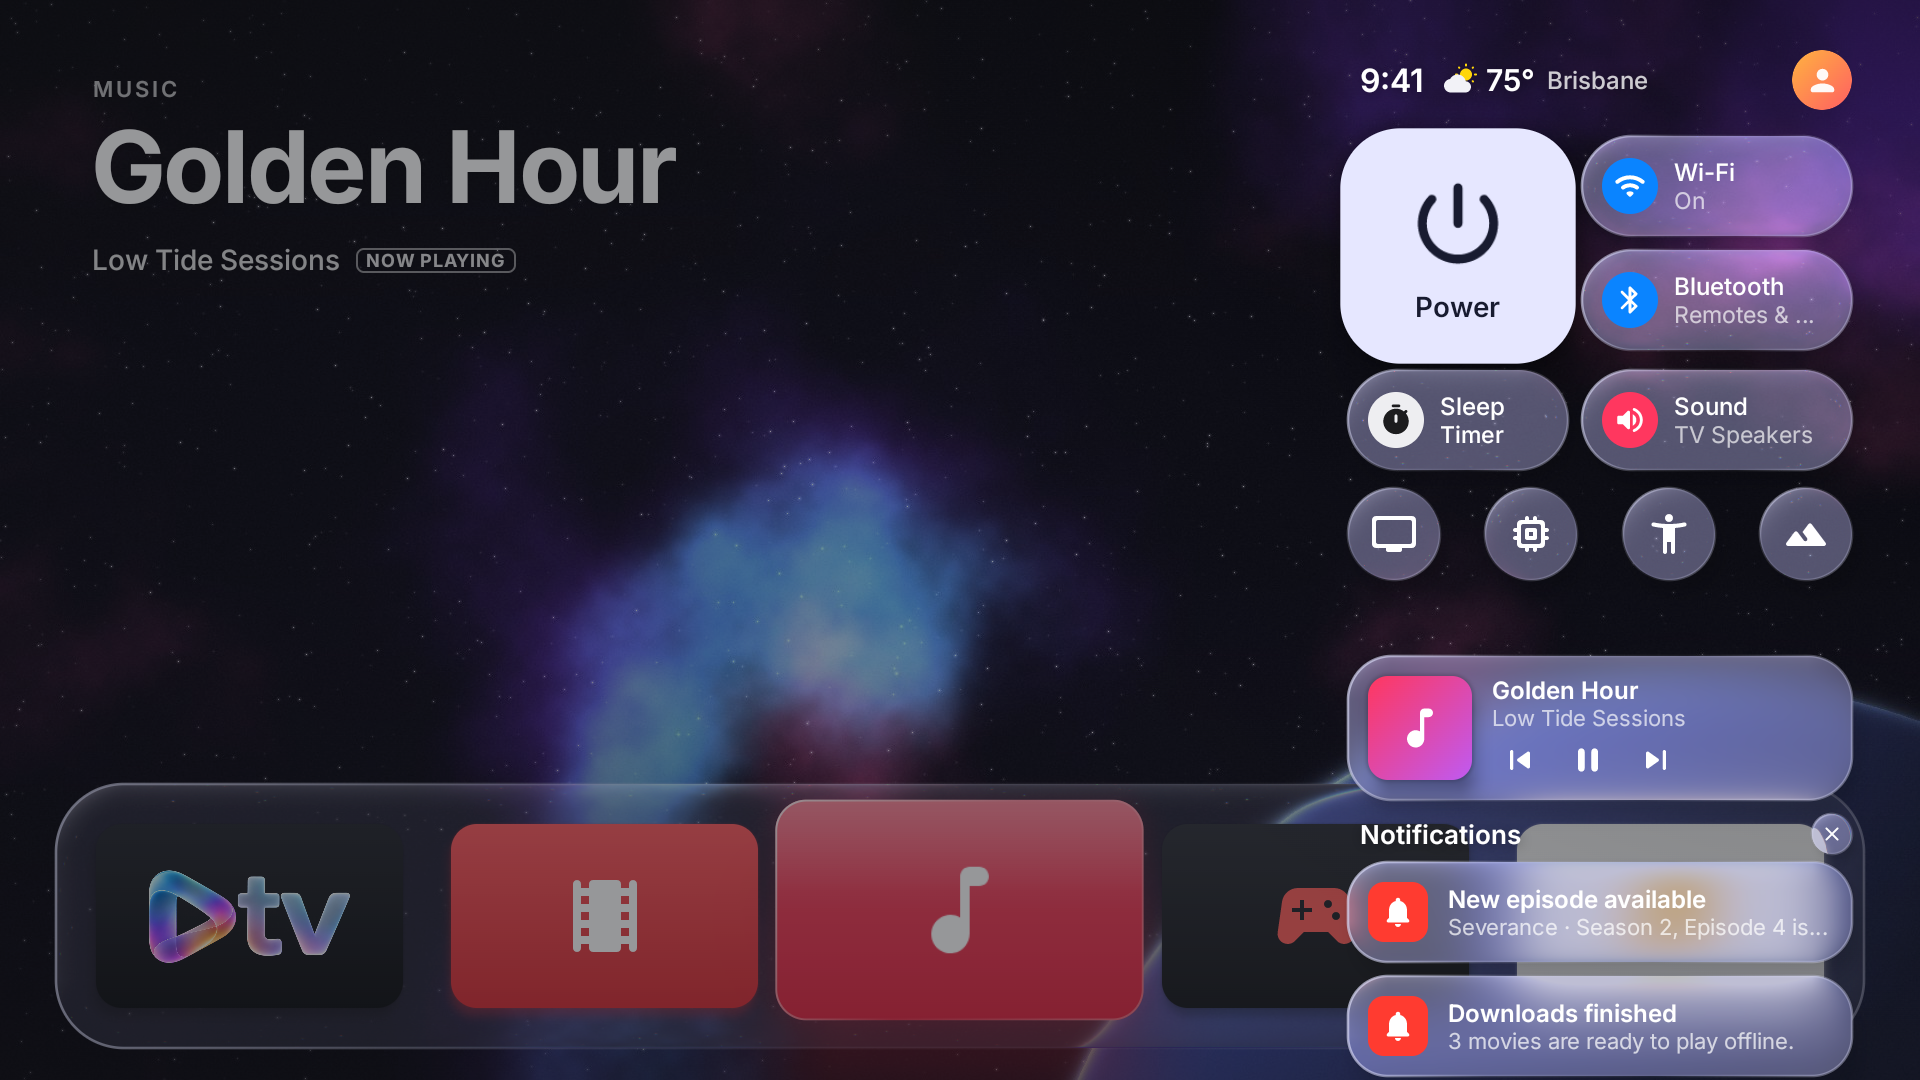 MUSIC
Golden Hour
Low Tide Sessions NOW PLAYING
9:41 75° Brisbane
Power
Wi-Fi
On
Bluetooth
Remotes & ...
Sleep
Timer
Sound
TV Speakers
Golden Hour
Low Tide Sessions
Notifications
New episode available
Severance · Season 2, Episode 4 is...
Downloads finished
3 movies are ready to play offline.
tv